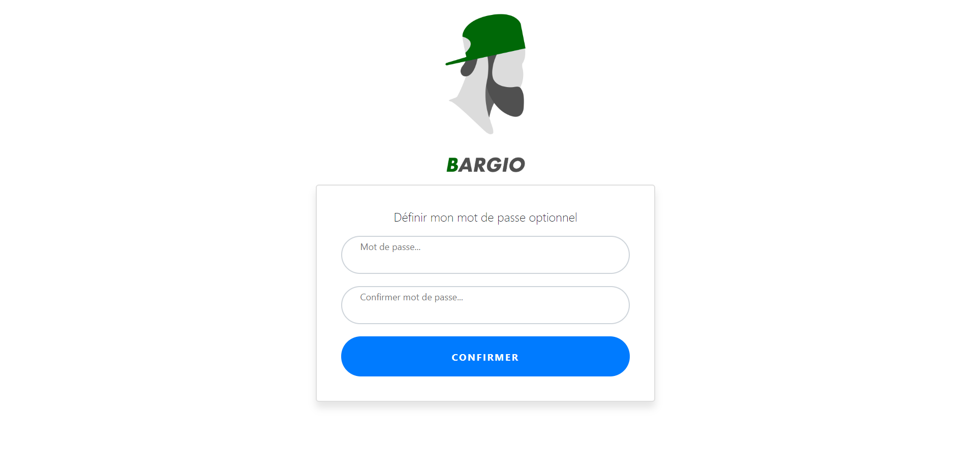 BARGIO
Définir mon mot de passe optionnel
Mot de passe...
Confirmer mot de passe...
CONFIRMER